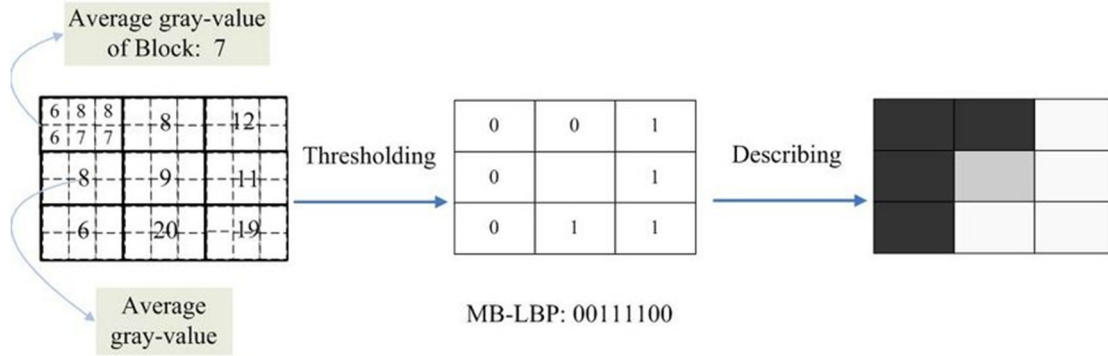 Average gray-value
of Block: 7
6 8 8
6 7 7
8
12
8
9
11
6
20
19
Thresholding
0 0 1
0 1
0 1 1
Describing
MB-LBP: 00111100
Average
gray-value